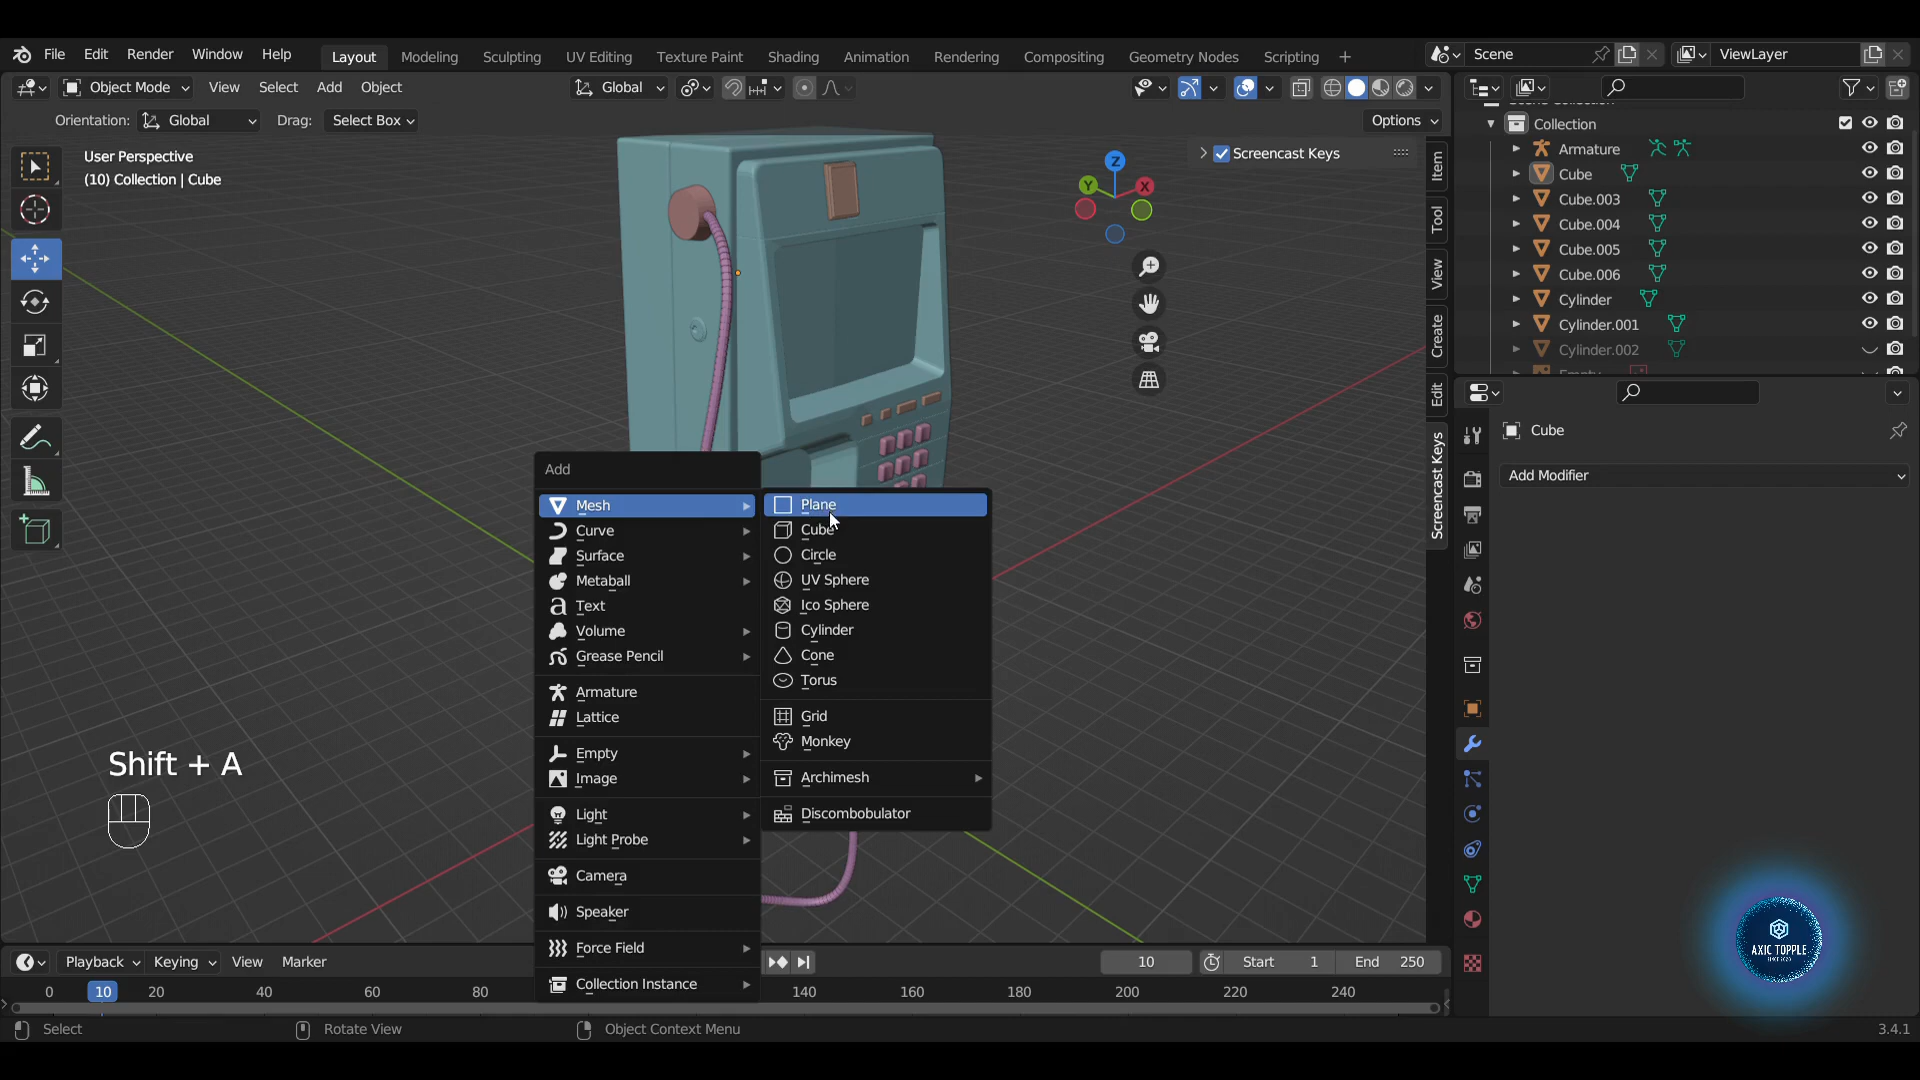 File Edit Render Window Help Layout Modeling Sculpting UV Editing Texture Paint Shading Animation Rendering Compositing Geometry Nodes Scripting + Scene ViewLayer
Object Mode View Select Add Object Global
Orientation: Global Drag: Select Box Options
User Perspective
(10) Collection | Cube
Screencast Keys
Z
Y
X
Item
Tool
View
Create
Edit
Screencast Keys
Collection
Armature
Cube
Cube.003
Cube.004
Cube.005
Cube.006
Cylinder
Cylinder.001
Cylinder.002
Cube
Add Modifier
Add
Mesh
Curve
Surface
Metaball
Text
Volume
Grease Pencil
Armature
Lattice
Empty
Image
Light
Light Probe
Camera
Speaker
Force Field
Collection Instance
Plane
Cube
Circle
UV Sphere
Ico Sphere
Cylinder
Cone
Torus
Grid
Monkey
Archimesh
Discombobulator
Shift + A
AXIC TOPPLE
Playback Keying View Marker 10 Start 1 End 250
0 10 20 40 60 80 140 160 180 200 220 240
Select Rotate View Object Context Menu 3.4.1